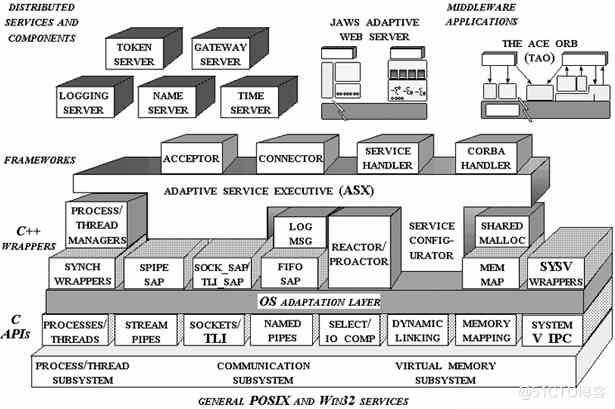 DISTRIBUTED
SERVICES AND
COMPONENTS
TOKEN
SERVER
GATEWAY
SERVER
LOGGING
SERVER
NAME
SERVER
TIME
SERVER
JAWS ADAPTIVE
WEB SERVER
MIDDLEWARE
APPLICATIONS
THE ACE ORB
(TAO)
FRAMEWORKS
ACCEPTOR
CONNECTOR
SERVICE
HANDLER
CORBA
HANDLER
ADAPTIVE SERVICE EXECUTIVE (ASX)
C++
WRAPPERS
PROCESS/
THREAD
MANAGERS
LOG
MSG
REACTOR/
PROACTOR
SERVICE
CONFIG-
URATOR
SHARED
MALLOC
SYNCH
WRAPPERS
SPIPE
SAP
SOCK_SAP/
TLI_SAP
FIFO
SAP
MEM
MAP
SYSV
WRAPPERS
OS ADAPTATION LAYER
C
APIs
PROCESSES/
THREADS
STREAM
PIPES
SOCKETS/
TLI
NAMED
PIPES
SELECT/
IO COMP
DYNAMIC
LINKING
MEMORY
MAPPING
SYSTEM
V IPC
PROCESS/THREAD
SUBSYSTEM
COMMUNICATION
SUBSYSTEM
VIRTUAL MEMORY
SUBSYSTEM
GENERAL POSIX AND WIN32 SERVICES
@51CTO博客